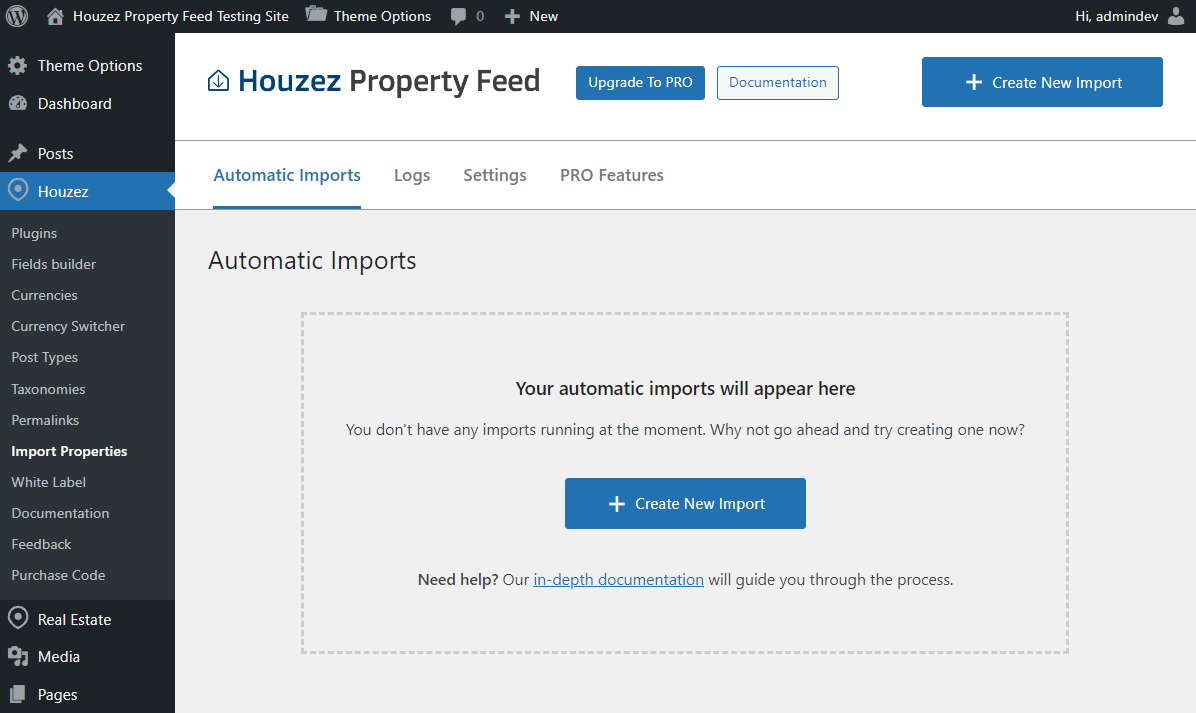 Houzez Property Feed Testing Site Theme Options 0 New Hi, admindev
Theme Options
Dashboard
Posts
Houzez
Plugins
Fields builder
Currencies
Currency Switcher
Post Types
Taxonomies
Permalinks
Import Properties
White Label
Documentation
Feedback
Purchase Code
Real Estate
Media
Pages
Houzez Property Feed Upgrade To PRO Documentation Create New Import
Automatic Imports Logs Settings PRO Features
Automatic Imports
Your automatic imports will appear here
You don't have any imports running at the moment. Why not go ahead and try creating one now?
Create New Import
Need help? Our in-depth documentation will guide you through the process.